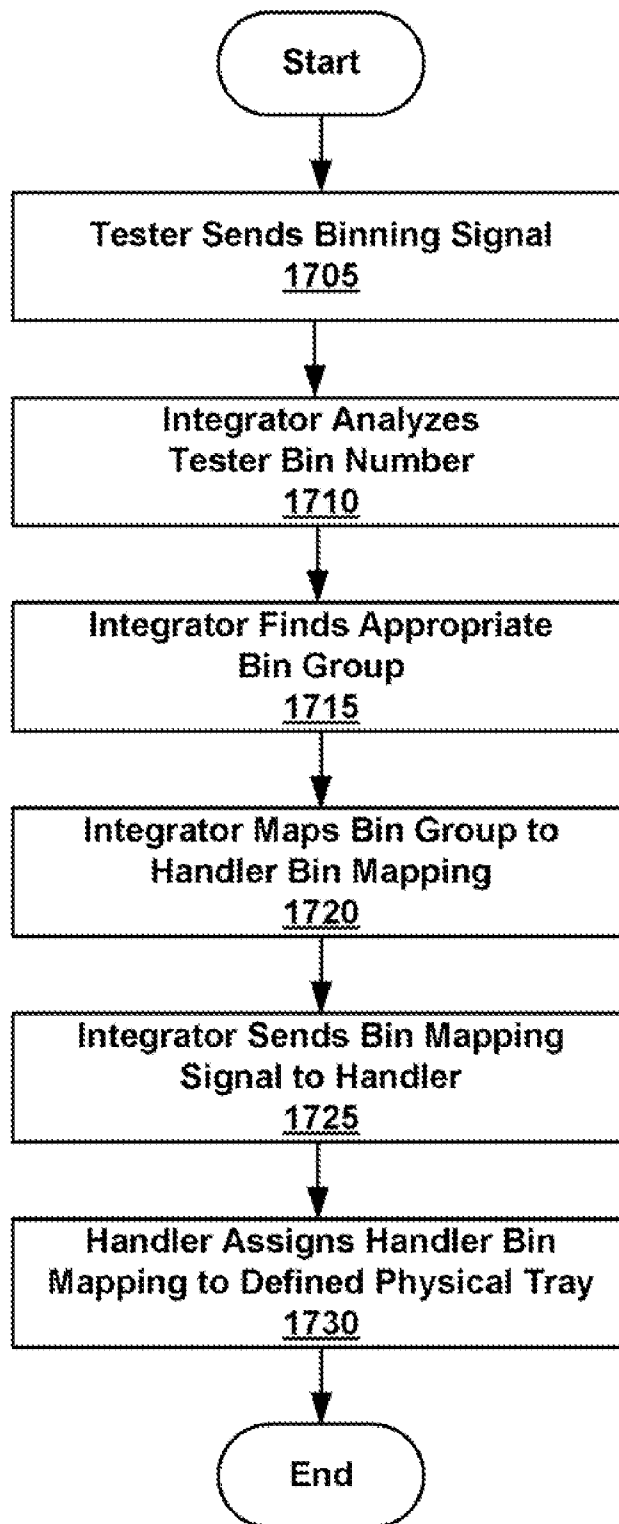 Start
Tester Sends Binning Signal
1705
Integrator Analyzes
Tester Bin Number
1710
Integrator Finds Appropriate
Bin Group
1715
Integrator Maps Bin Group to
Handler Bin Mapping
1720
Integrator Sends Bin Mapping
Signal to Handler
1725
Handler Assigns Handler Bin
Mapping to Defined Physical Tray
1730
End